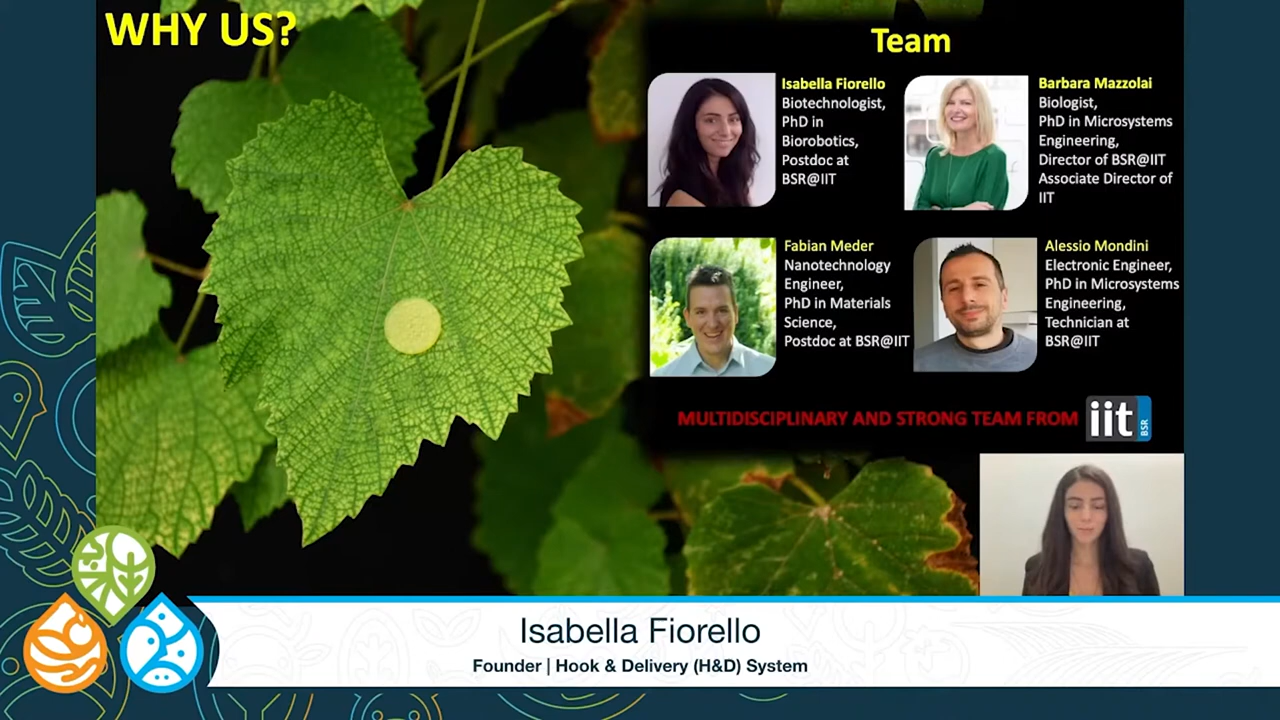 WHY US?
Team
Isabella Fiorello
Biotechnologist,
PhD in
Biorobotics,
Postdoc at
BSR@IIT
Barbara Mazzolai
Biologist,
PhD in Microsystems
Engineering,
Director of BSR@IIT
Associate Director of
IIT
Fabian Meder
Nanotechnology
Engineer,
PhD in Materials
Science,
Postdoc at BSR@IIT
Alessio Mondini
Electronic Engineer,
PhD in Microsystems
Engineering,
Technician at
BSR@IIT
MULTIDISCIPLINARY AND STRONG TEAM FROM
iit
BSR
Isabella Fiorello
Founder | Hook & Delivery (H&D) System